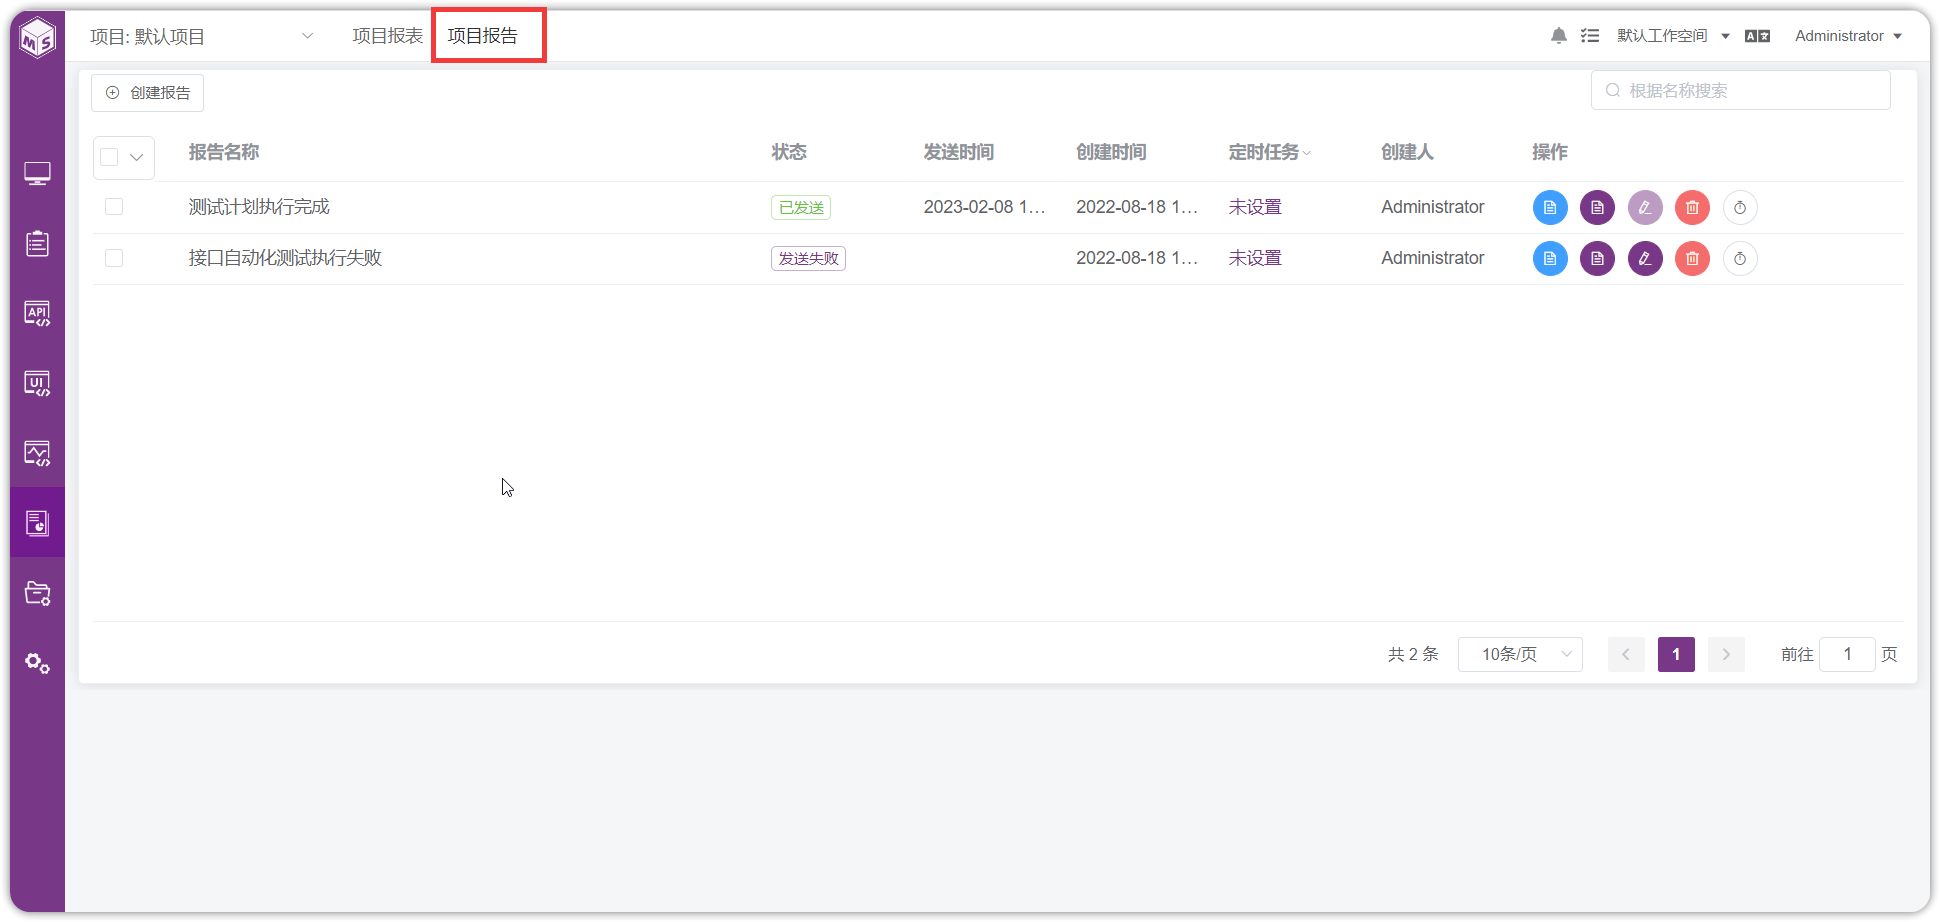 MS
项目: 默认项目 项目报表 项目报告 默认工作空间 A文 Administrator
创建报告 根据名称搜索
报告名称 状态 发送时间 创建时间 定时任务 创建人 操作
测试计划执行完成 已发送 2023-02-08 1... 2022-08-18 1... 未设置 Administrator
接口自动化测试执行失败 发送失败 2022-08-18 1... 未设置 Administrator
API
UI
共 2 条 10条/页 1 前往 1 页